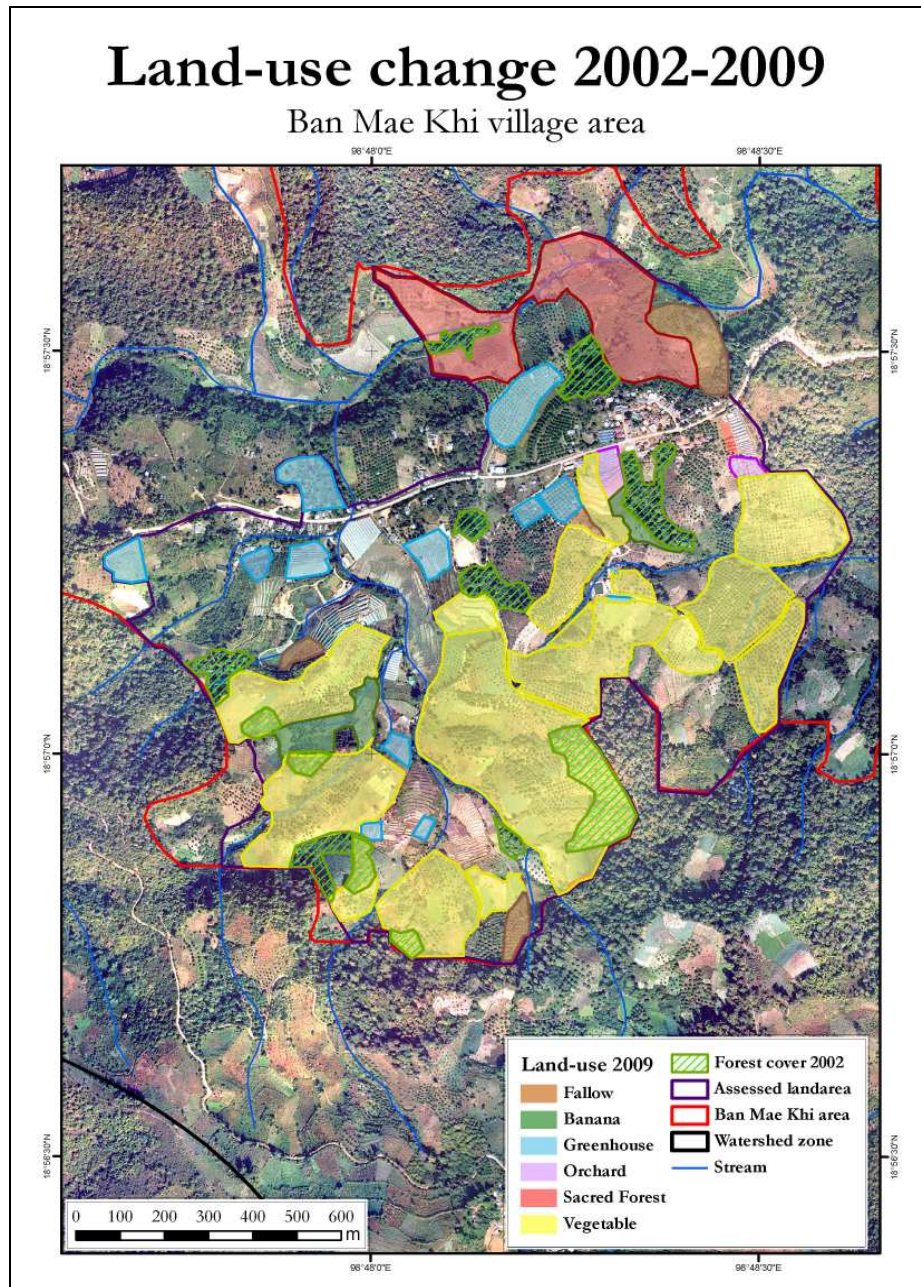 Land-use change 2002-2009
Ban Mae Khi village area
98°48'0"E
98°48'30"E
18°57'30"N
18°57'30"N
18°57'0"N
18°57'0"N
18°56'30"N
18°56'30"N
Land-use 2009
Fallow
Banana
Greenhouse
Orchard
Sacred Forest
Vegetable
Forest cover 2002
Assessed landarea
Ban Mae Khi area
Watershed zone
Stream
0 100 200 300 400 500 600
m
98°48'0"E
98°48'30"E